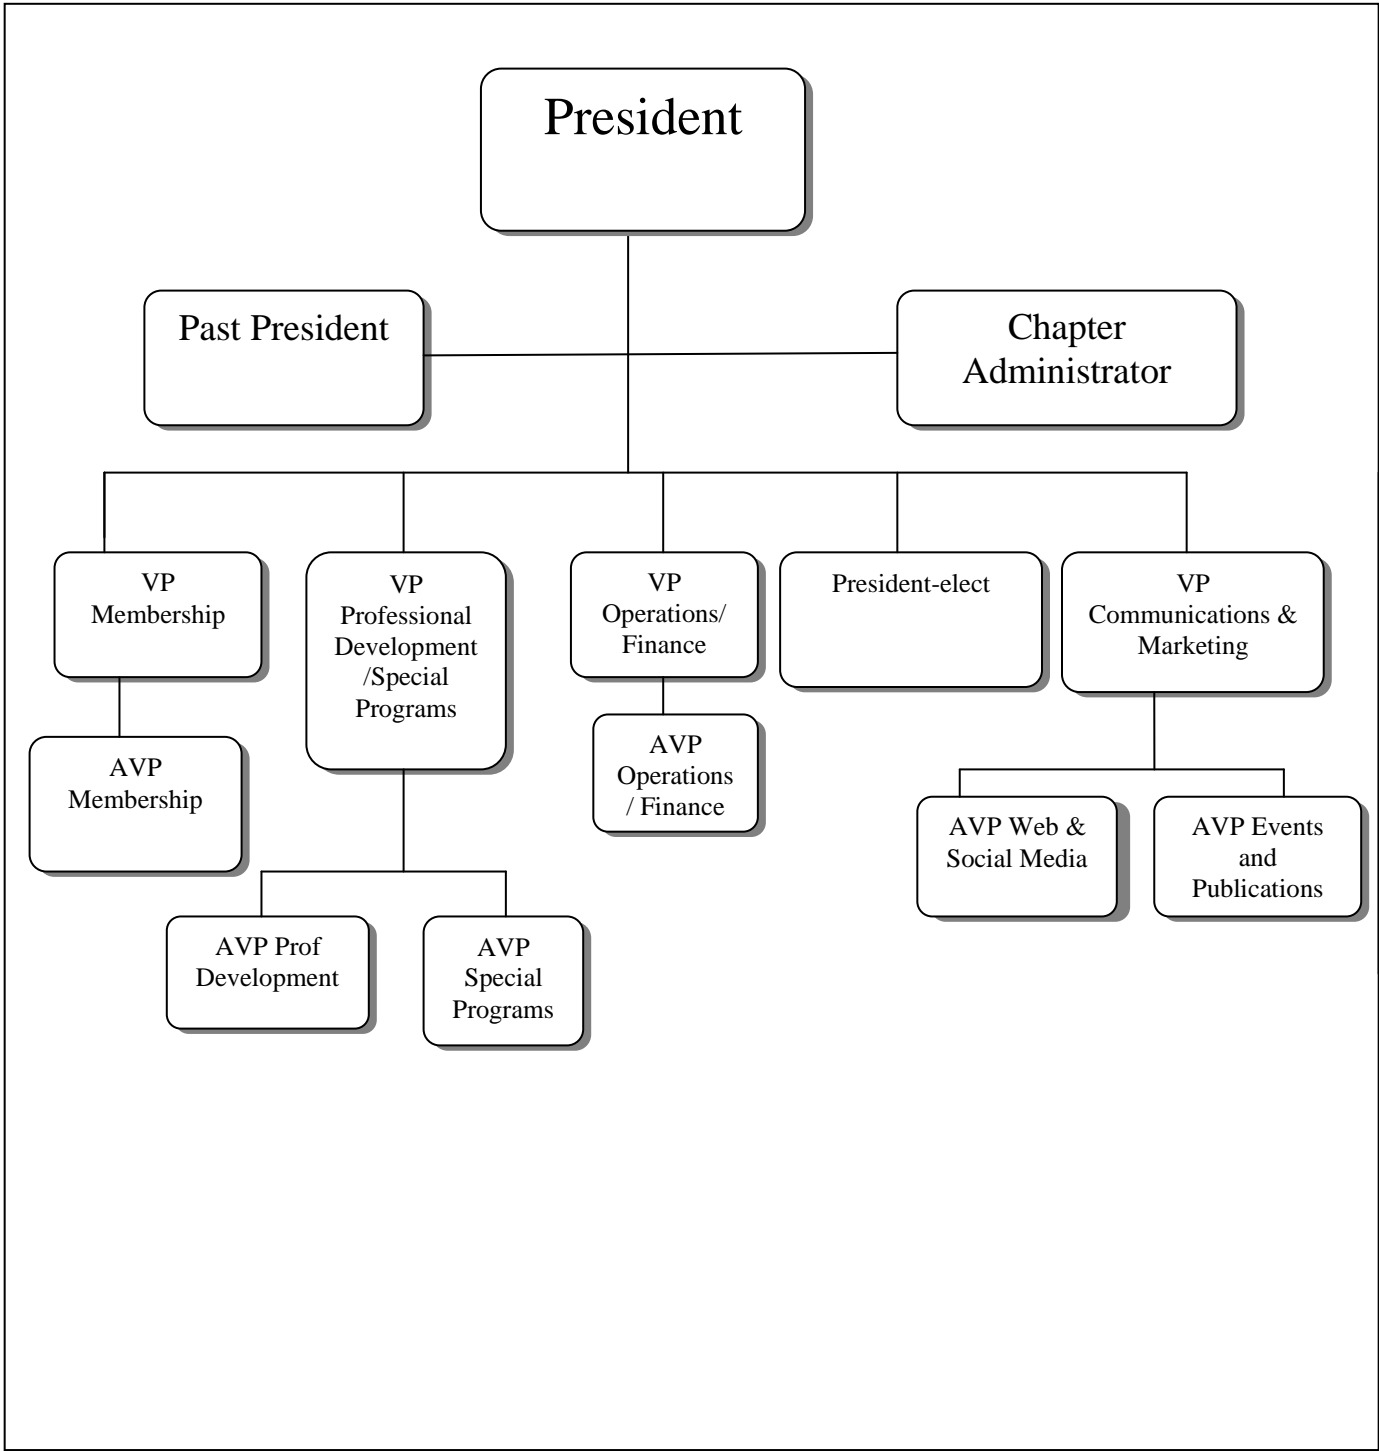 President
Past President
Chapter
Administrator
VP
Membership
VP
Professional
Development
/Special
Programs
VP
Operations/
Finance
President-elect
VP
Communications &
Marketing
AVP
Membership
AVP
Operations
/ Finance
AVP Web &
Social Media
AVP Events
and
Publications
AVP Prof
Development
AVP
Special
Programs